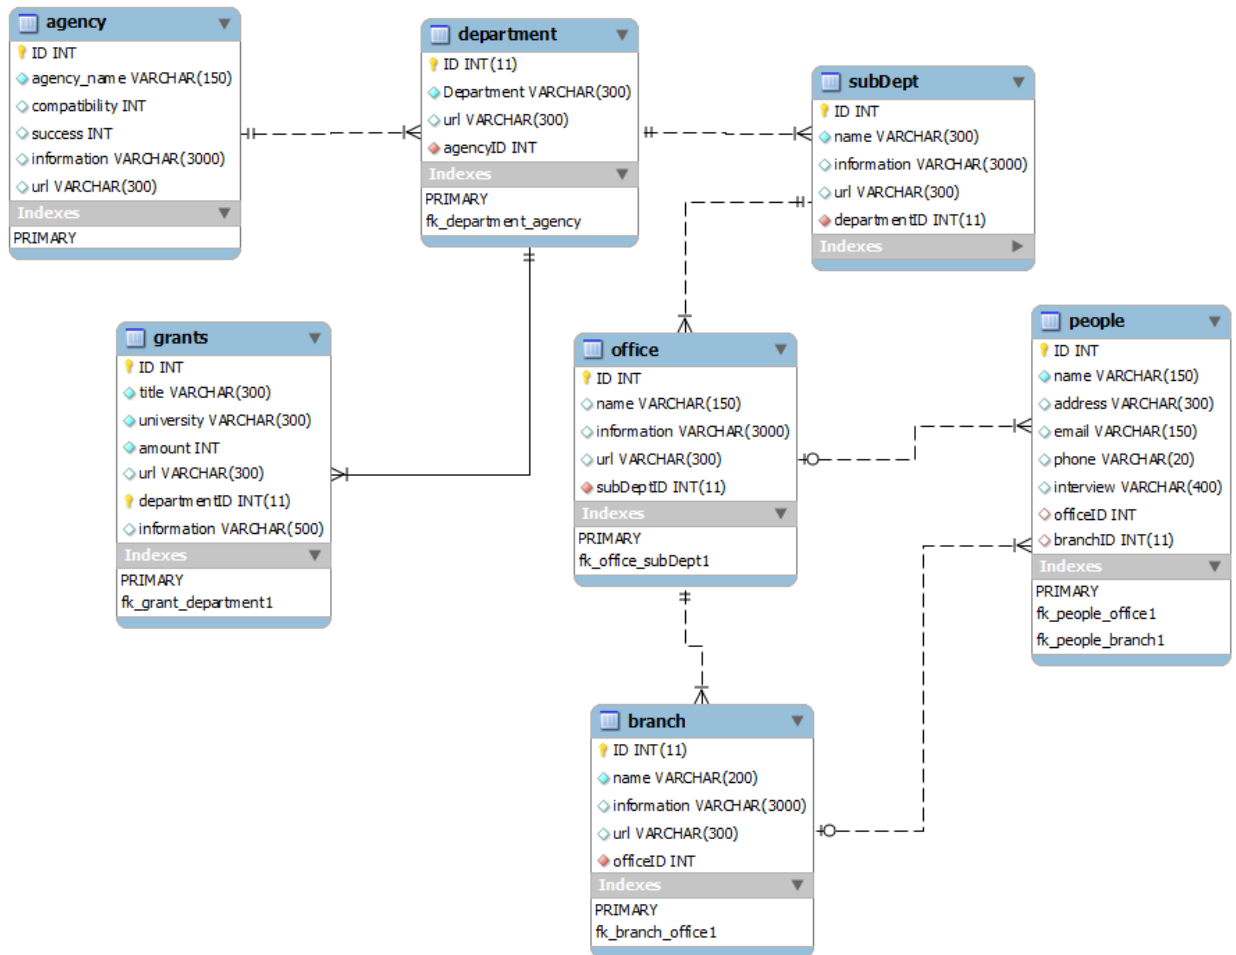 agency
ID INT
agency_name VARCHAR(150)
compatibility INT
success INT
information VARCHAR(3000)
url VARCHAR(300)
Indexes
PRIMARY
department
ID INT(11)
Department VARCHAR(300)
url VARCHAR(300)
agencyID INT
Indexes
PRIMARY
fk_department_agency
subDept
ID INT
name VARCHAR(300)
information VARCHAR(3000)
url VARCHAR(300)
departmentID INT(11)
Indexes
grants
ID INT
title VARCHAR(300)
university VARCHAR(300)
amount INT
url VARCHAR(300)
departmentID INT(11)
information VARCHAR(500)
Indexes
PRIMARY
fk_grant_department1
office
ID INT
name VARCHAR(150)
information VARCHAR(3000)
url VARCHAR(300)
subDeptID INT(11)
Indexes
PRIMARY
fk_office_subDept1
people
ID INT
name VARCHAR(150)
address VARCHAR(300)
email VARCHAR(150)
phone VARCHAR(20)
interview VARCHAR(400)
officeID INT
branchID INT(11)
Indexes
PRIMARY
fk_people_office1
fk_people_branch1
branch
ID INT(11)
name VARCHAR(200)
information VARCHAR(3000)
url VARCHAR(300)
officeID INT
Indexes
PRIMARY
fk_branch_office1